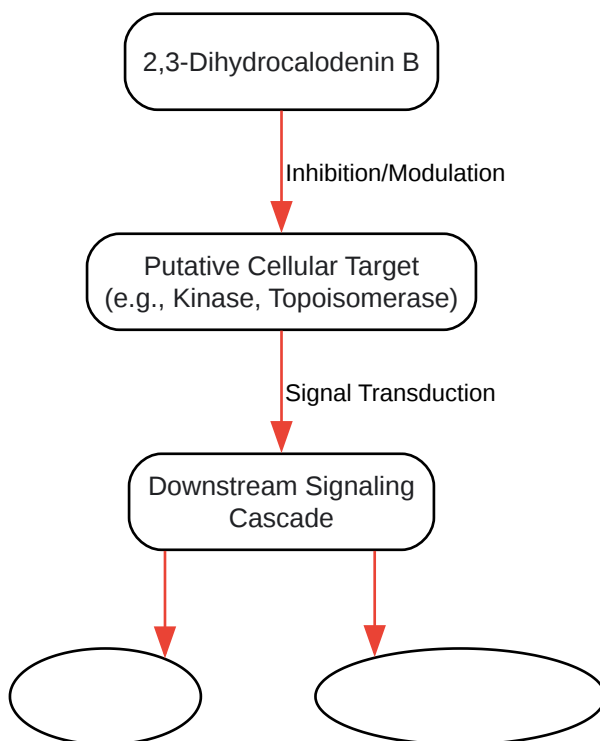 2,3-Dihydrocalodenin B
Inhibition/Modulation
Putative Cellular Target
(e.g., Kinase, Topoisomerase)
Signal Transduction
Downstream Signaling
Cascade